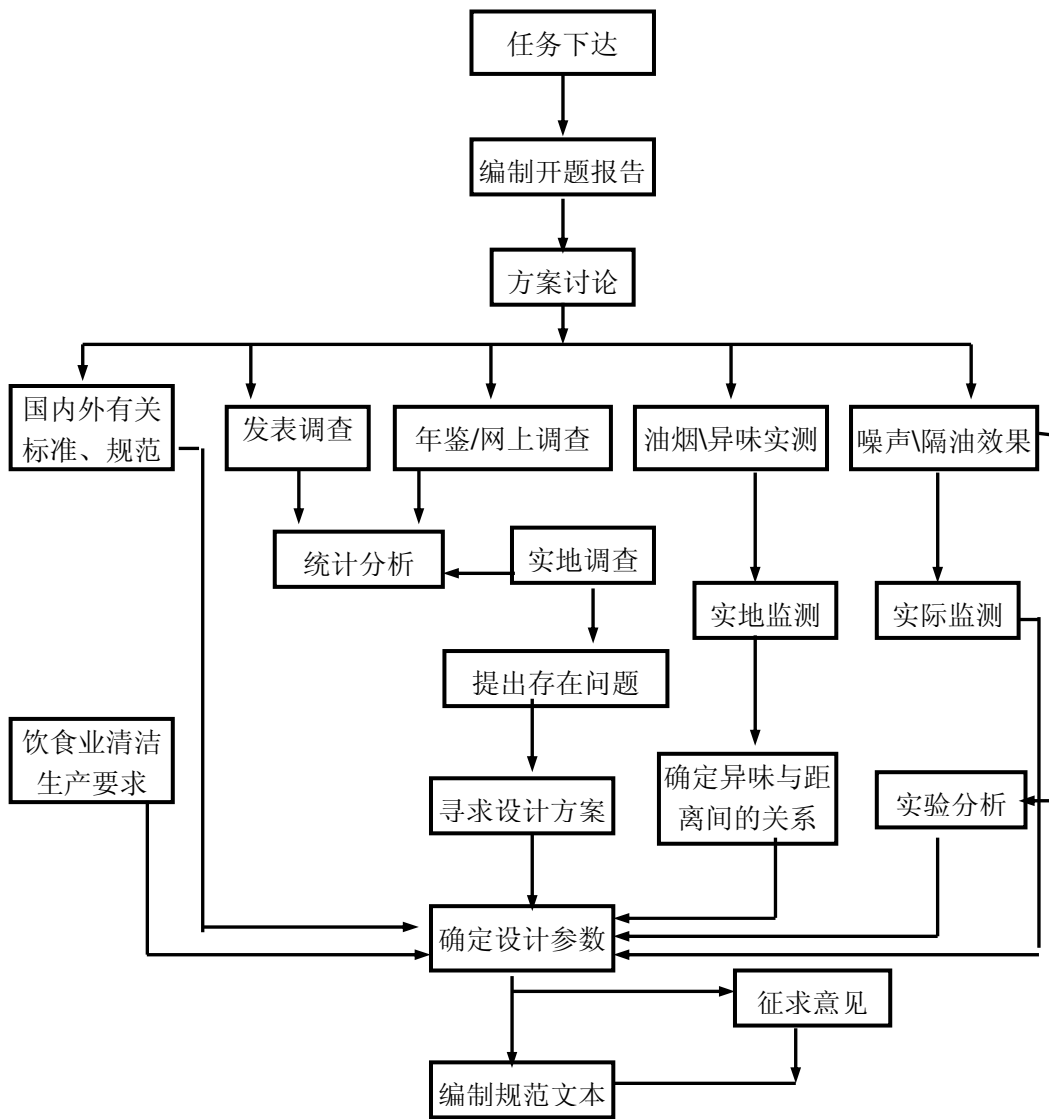 任务下达
编制开题报告
方案讨论
国内外有关
标准、规范
发表调查
年鉴/网上调查
油烟\异味实测
噪声\隔油效果
统计分析
实地调查
实地监测
实际监测
提出存在问题
饮食业清洁
生产要求
寻求设计方案
确定异味与距
离间的关系
实验分析
确定设计参数
征求意见
编制规范文本